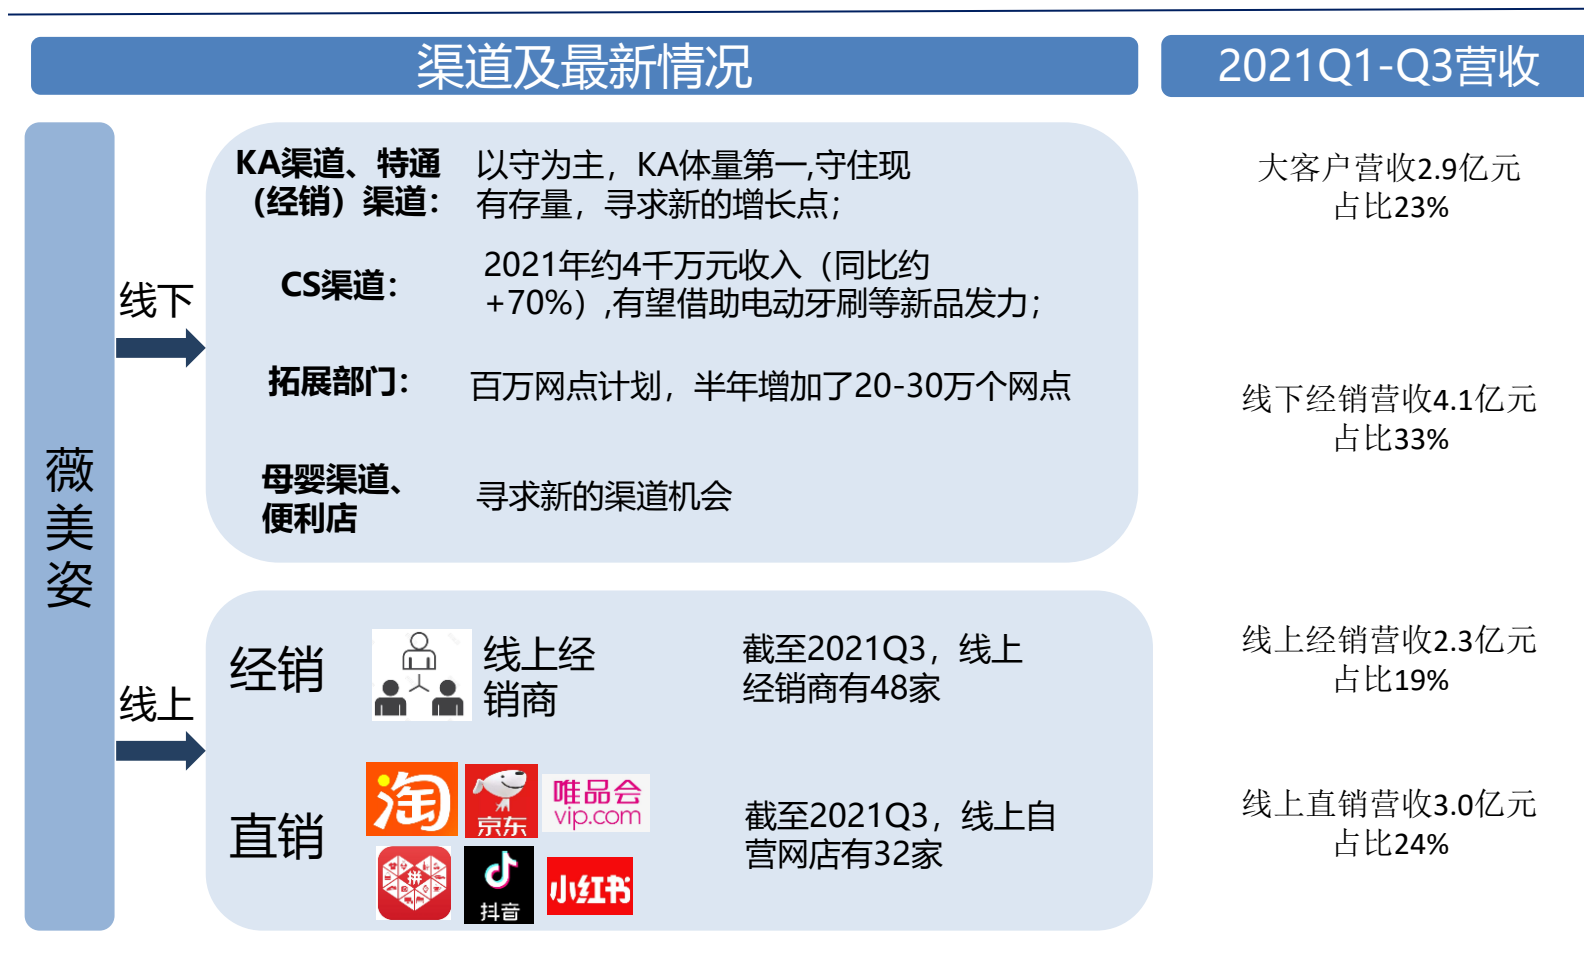 渠道及最新情况
2021Q1-Q3营收
薇美姿
线下
KA渠道、特通
（经销）渠道：
以守为主，KA体量第一,守住现
有存量，寻求新的增长点；
大客户营收2.9亿元
占比23%
CS渠道：
2021年约4千万元收入（同比约
+70%）,有望借助电动牙刷等新品发力；
拓展部门：
百万网点计划，半年增加了20-30万个网点
线下经销营收4.1亿元
占比33%
母婴渠道、
便利店
寻求新的渠道机会
线上
经销
线上经
销商
截至2021Q3，线上
经销商有48家
线上经销营收2.3亿元
占比19%
直销
淘
京东
唯品会
vip.com
拼
抖音
小红书
截至2021Q3，线上自
营网店有32家
线上直销营收3.0亿元
占比24%